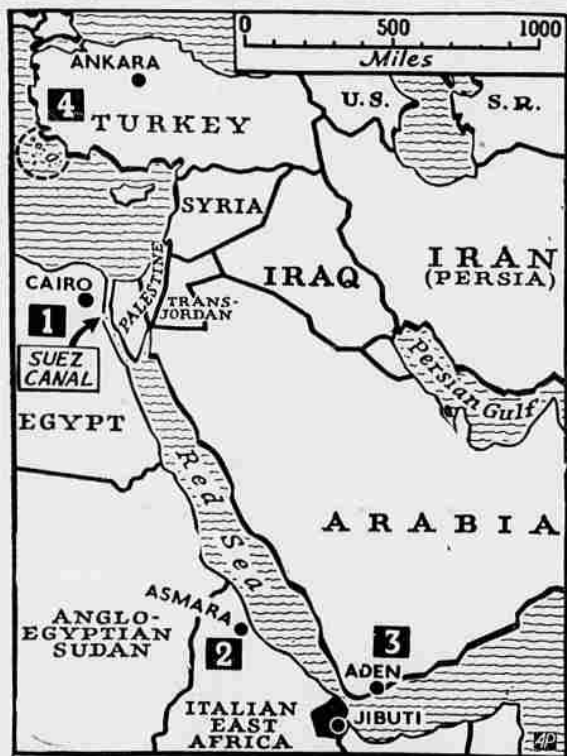 0 500 1000
Miles
ANKARA
4
TURKEY
U.S.
S.R.
SYRIA
IRAQ
IRAN
(PERSIA)
PALESTINE
TRANS-
JORDAN
CAIRO
1
SUEZ
CANAL
EGYPT
Persian Gulf
Red Sea
ARABIA
ANGLO-
EGYPTIAN
SUDAN
ASMARA
2
3
ADEN
ITALIAN
EAST
AFRICA
JIBUTI
AP